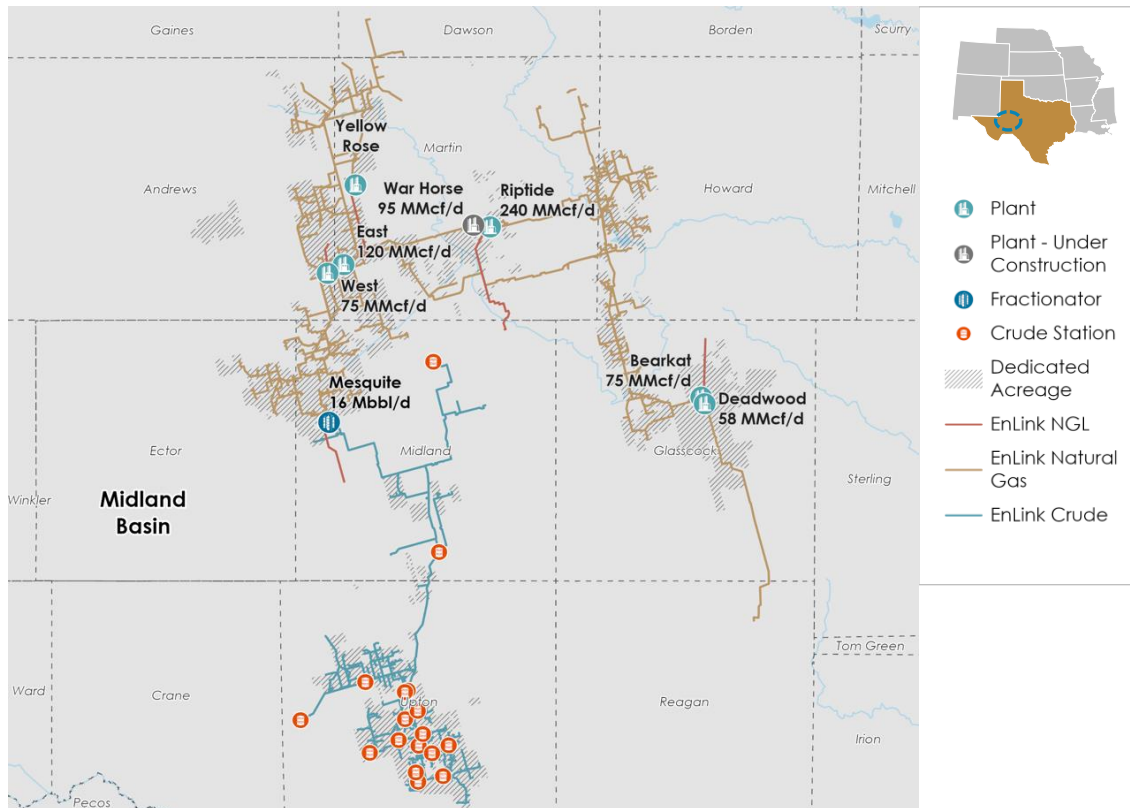 Gaines
Dawson
Borden
Scurry
Yellow
Rose
Martin
Andrews
War Horse
95 MMcf/d
Riptide
240 MMcf/d
Howard
Mitchell
East
120 MMcf/d
West
75 MMcf/d
Mesquite
16 Mbbl/d
Bearkat
75 MMcf/d
Deadwood
58 MMcf/d
Ector
Midland
Glasscock
Sterling
Winkler
Midland
Basin
Tom Green
Ward
Crane
Upton
Reagan
Irion
Pecos
Plant
Plant - Under
Construction
Fractionator
Crude Station
Dedicated
Acreage
EnLink NGL
EnLink Natural
Gas
EnLink Crude